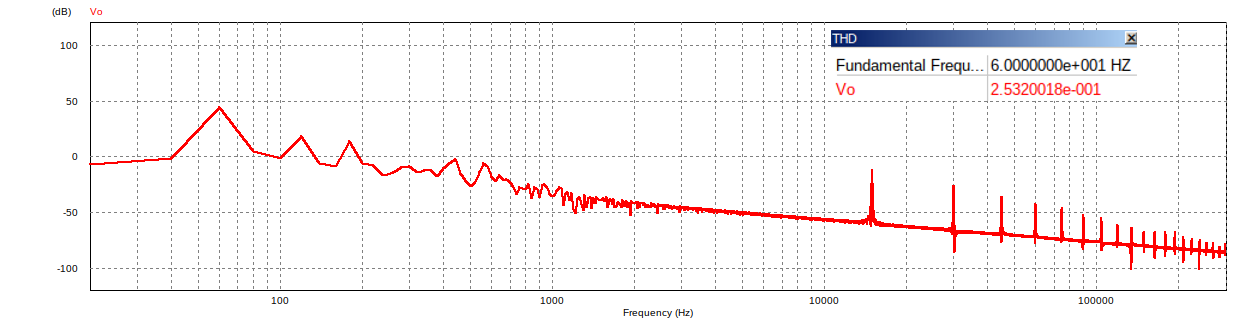 (dB) Vo
THD
Fundamental Frequ... 6.0000000e+001 HZ
Vo 2.5320018e-001
100
50
0
-50
-100
100 1000 10000 100000
Frequency (Hz)